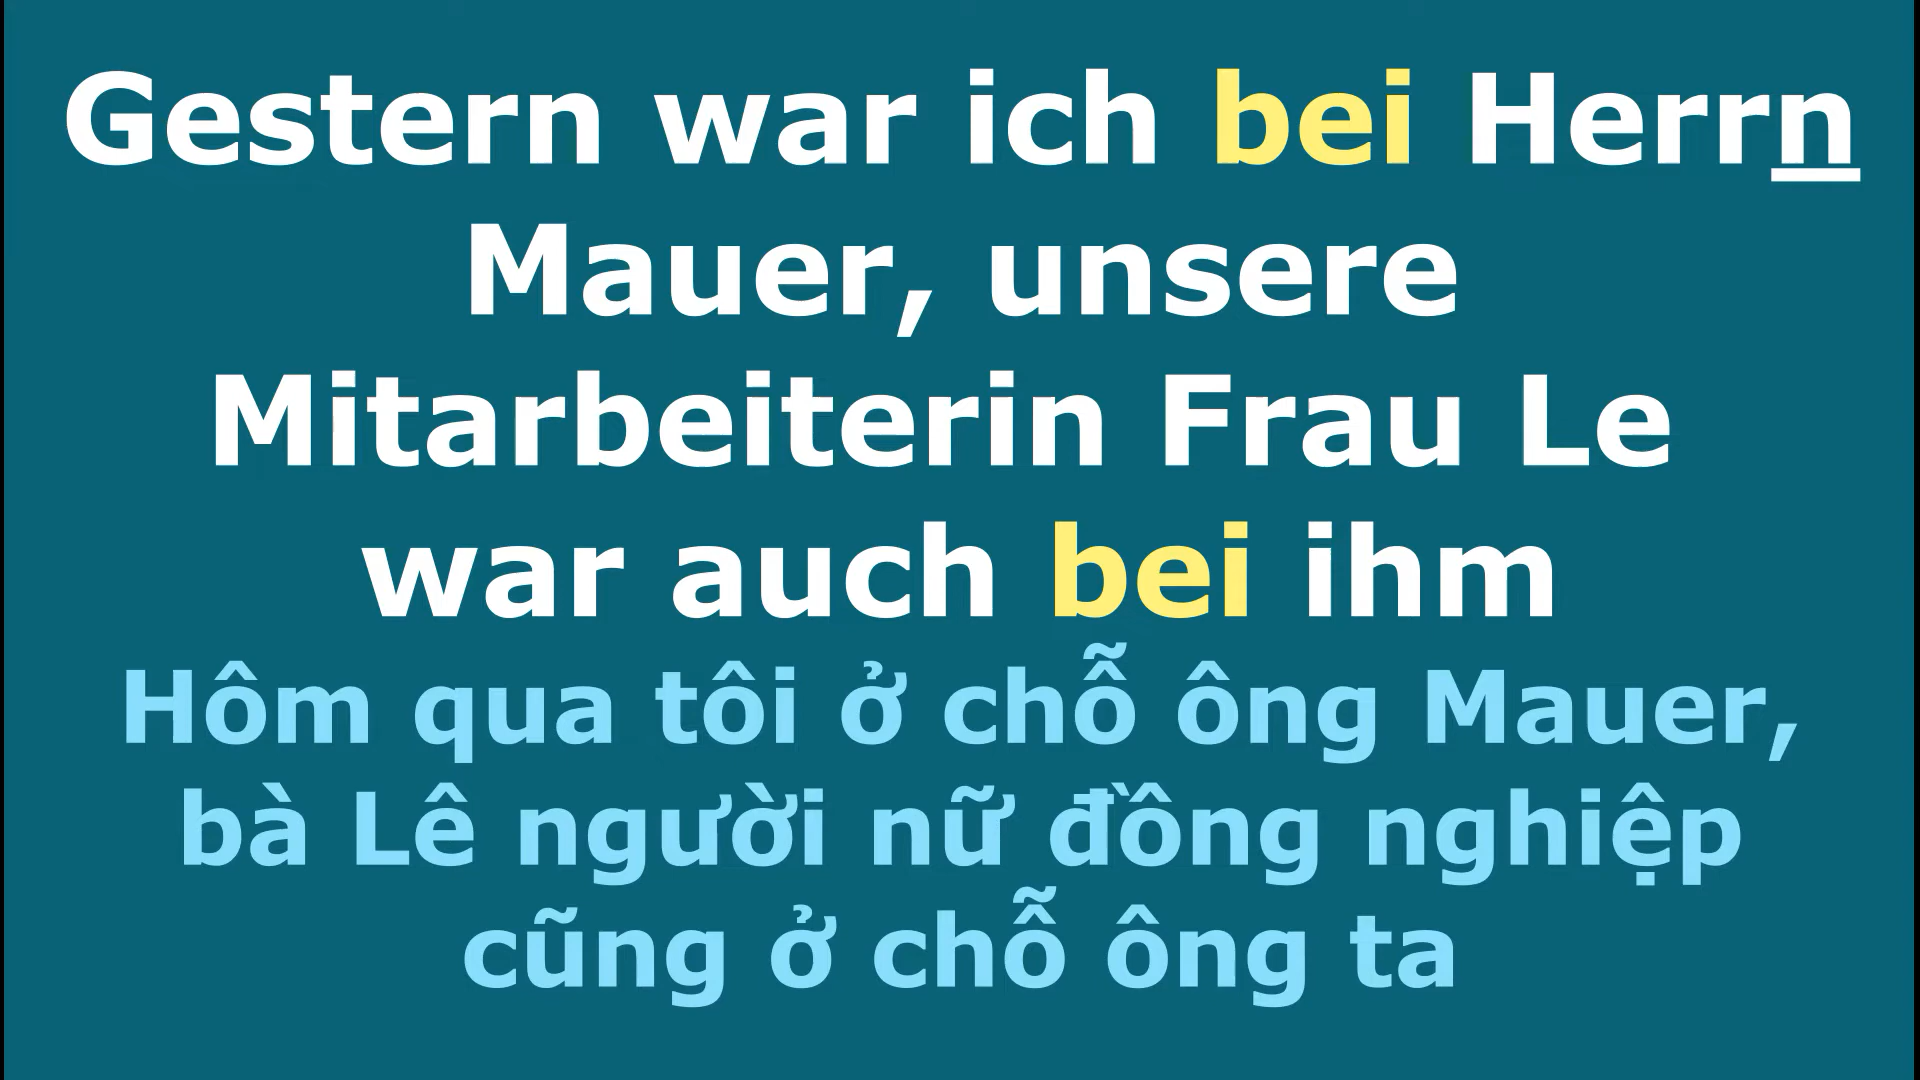 Gestern war ich bei Herrn
Mauer, unsere
Mitarbeiterin Frau Le
war auch bei ihm
Hôm qua tôi ở chỗ ông Mauer,
bà Lê người nữ đồng nghiệp
cũng ở chỗ ông ta